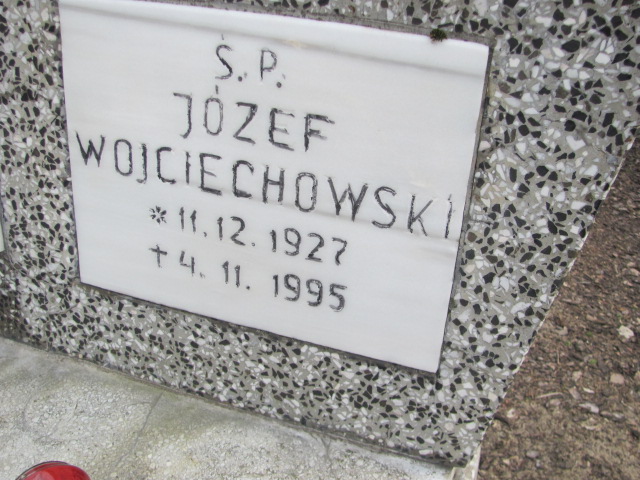 Ś. P.
JÓZEF
WOJCIECHOWSKI
* 11. 12. 1927
+ 4. 11. 1995